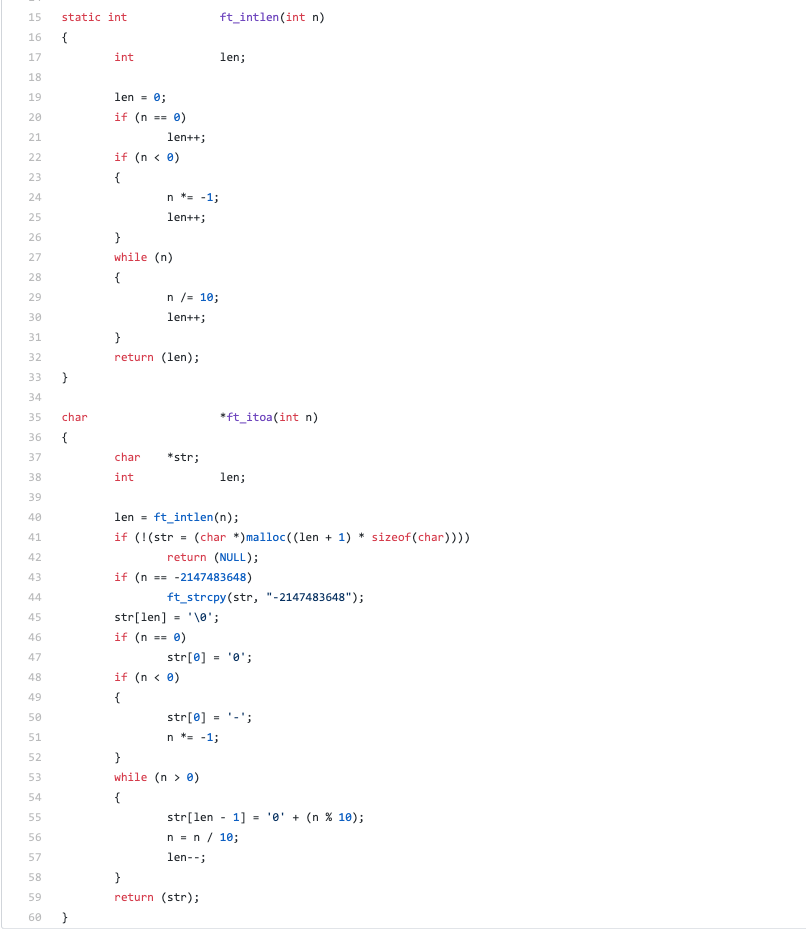 15 static int ft_intlen(int n)
16 {
17 int len;
18
19 len = 0;
20 if (n == 0)
21 len++;
22 if (n < 0)
23 {
24 n *= -1;
25 len++;
26 }
27 while (n)
28 {
29 n /= 10;
30 len++;
31 }
32 return (len);
33 }
34
35 char *ft_itoa(int n)
36 {
37 char *str;
38 int len;
39
40 len = ft_intlen(n);
41 if (!(str = (char *)malloc((len + 1) * sizeof(char))))
42 return (NULL);
43 if (n == -2147483648)
44 ft_strcpy(str, "-2147483648");
45 str[len] = '\0';
46 if (n == 0)
47 str[0] = '0';
48 if (n < 0)
49 {
50 str[0] = '-';
51 n *= -1;
52 }
53 while (n > 0)
54 {
55 str[len - 1] = '0' + (n % 10);
56 n = n / 10;
57 len--;
58 }
59 return (str);
60 }